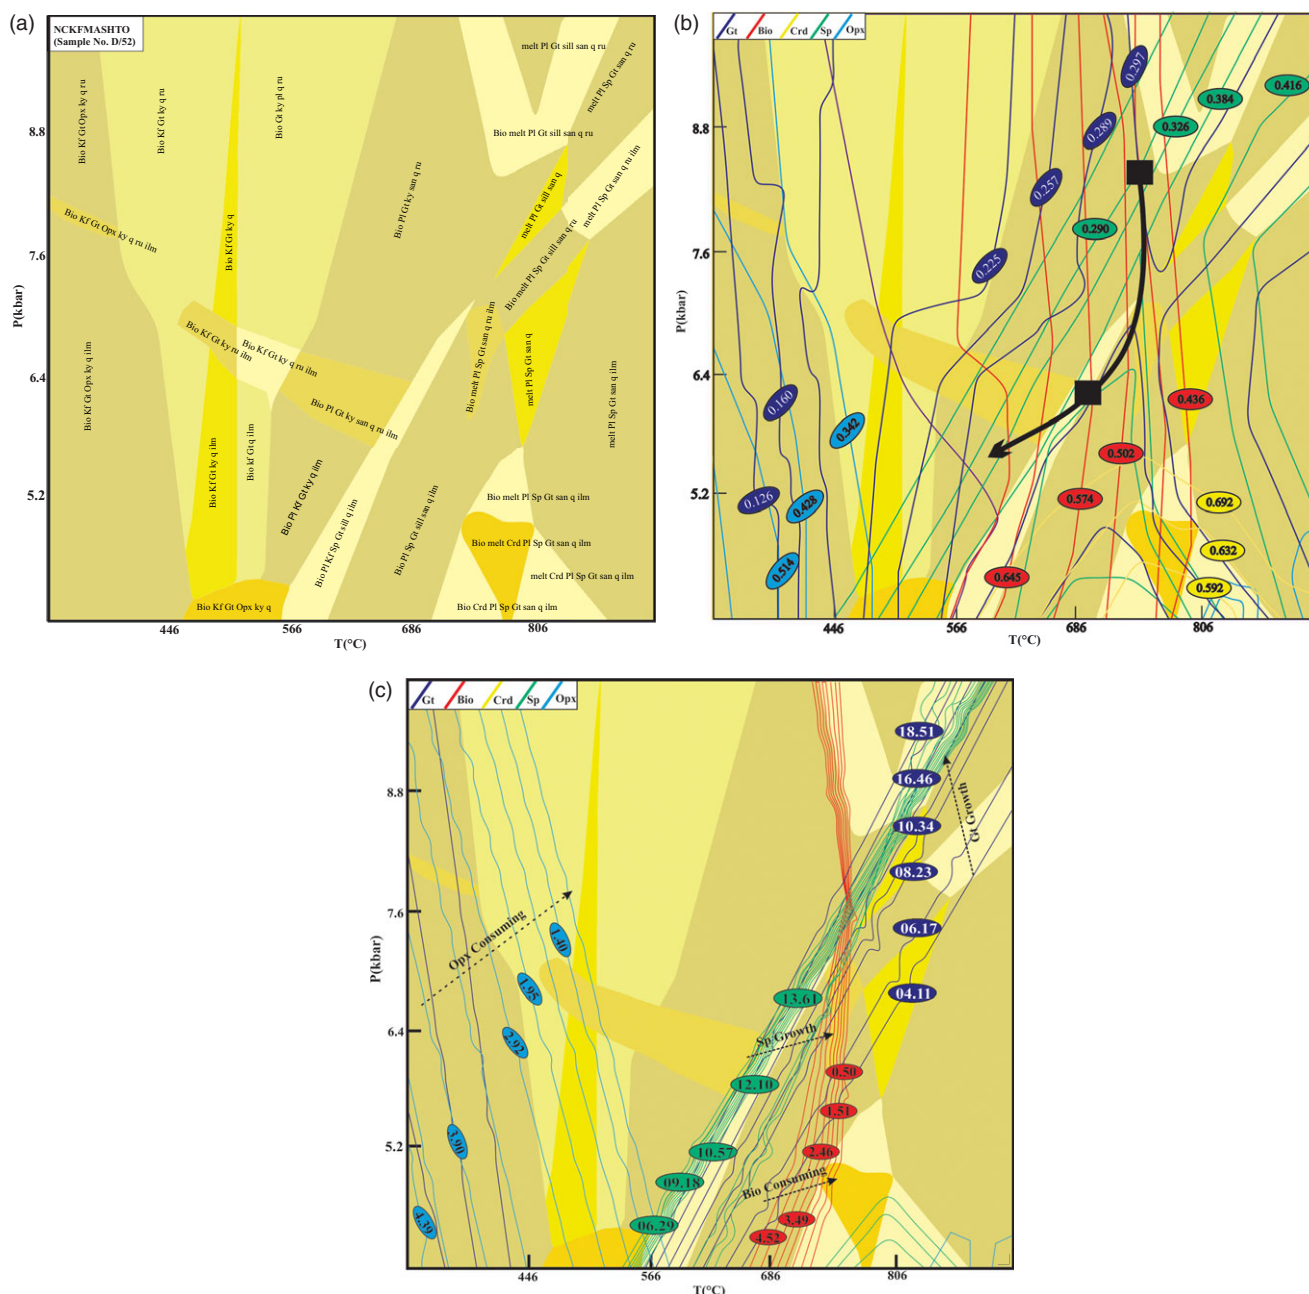 (a)
NCKFMASHTO
(Sample No. D/52)
melt Pl Gt sill san q ru
melt Pl Sp Gt san q ru
Bio Kf Gt Opx ky q ru
Bio Kf Gt ky q ru
Bio Gt ky pl q ru
Bio melt Pl Gt sill san q ru
melt Pl Sp Gt san q ru ilm
Bio Pl Gt ky san q ru
melt Pl Gt sill san q
Bio Kf Gt Opx ky q ru ilm
Bio Kf Gt ky q
Bio melt Pl Sp Gt sill san q ru
Bio Kf Gt ky ru ilm
Bio Kf Gt ky q ru ilm
Bio melt Pl Sp Gt san q ru ilm
melt Pl Sp Gt san q
melt Pl Sp Gt san q ilm
Bio Kf Gt Opx ky q ilm
Bio Pl Gt ky san q ru ilm
Bio Kf Gt ky q ilm
Bio kf Gt q ilm
Bio Pl Kf Gt ky q ilm
Bio Pl Kf Sp Gt sill q ilm
Bio Pl Sp Gt sill san q ilm
Bio melt Pl Sp Gt san q ilm
Bio melt Crd Pl Sp Gt san q ilm
melt Crd Pl Sp Gt san q ilm
Bio Kf Gt Opx ky q
Bio Crd Pl Sp Gt san q ilm
8.8
7.6
6.4
5.2
P(kbar)
446
566
686
806
T(°C)
(b)
Gt
Bio
Crd
Sp
Opx
0.297
0.416
0.384
0.326
0.289
0.257
0.290
0.225
0.160
0.342
0.436
0.502
0.574
0.692
0.126
0.428
0.632
0.514
0.645
0.592
8.8
7.6
6.4
5.2
P(kbar)
446
566
686
806
T(°C)
(c)
Gt
Bio
Crd
Sp
Opx
18.51
16.46
10.34
08.23
06.17
04.11
Gt Growth
Opx Consuming
1.40
1.95
2.92
3.90
4.39
13.61
Sp Growth
12.10
10.57
09.18
06.29
0.50
1.51
2.46
Bio Consuming
3.49
4.52
8.8
7.6
6.4
5.2
P(kbar)
446
566
686
806
T(°C)